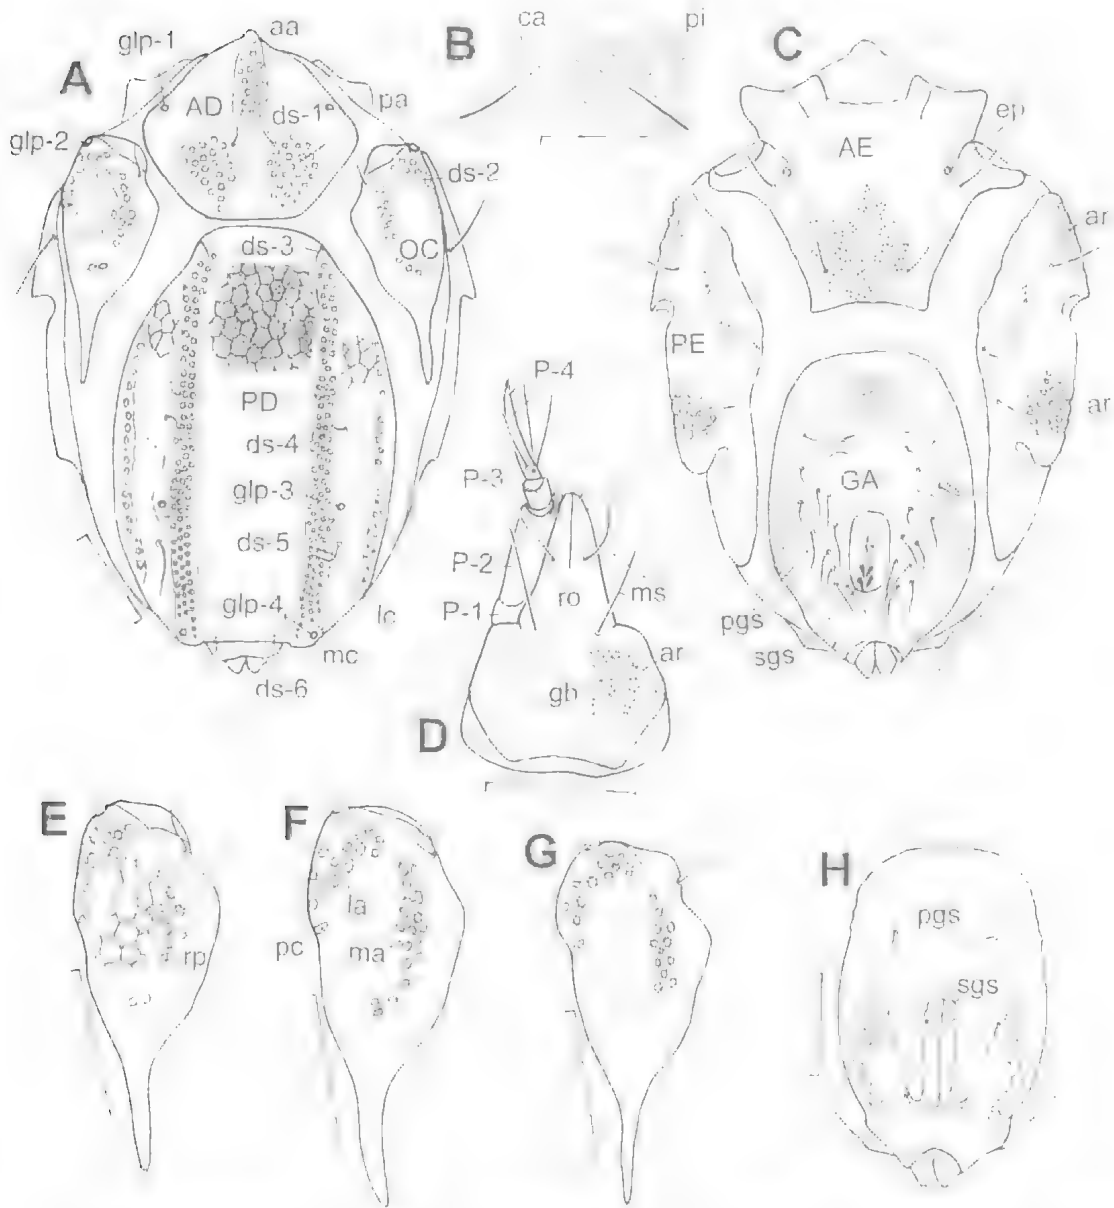 A
glp-1
aa
AD
pa
ds-1
glp-2
ds-2
OC
ds-3
PD
ds-4
glp-3
ds-5
glp-4
lc
mc
ds-6
B
ca
pi
C
ep
AE
ar
PE
ar
GA
pgs
sgs
D
P-4
P-3
P-2
P-1
ro
ms
ar
gb
E
rp
F
la
pc
ma
G
H
pgs
sgs